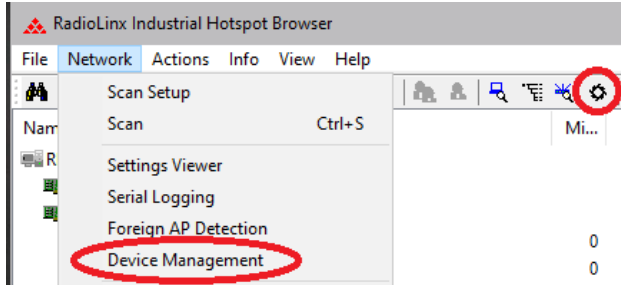 RadioLinx Industrial Hotspot Browser
File Network Actions Info View Help
Scan Setup
Nam Scan Ctrl+S Mi...
R Settings Viewer
Serial Logging
Foreign AP Detection
0
Device Management
0